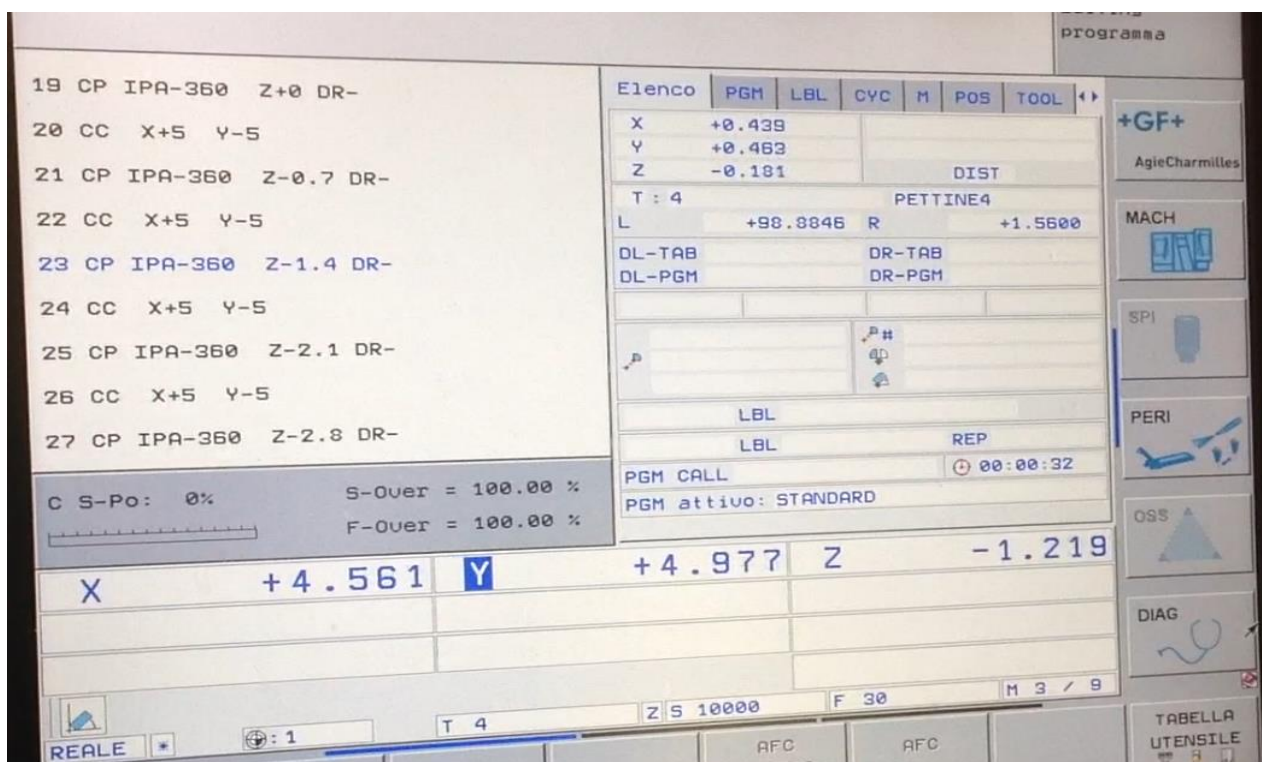 programma
19 CP IPA-360 Z+0 DR-
20 CC X+5 Y-5
21 CP IPA-360 Z-0.7 DR-
22 CC X+5 Y-5
23 CP IPA-360 Z-1.4 DR-
24 CC X+5 Y-5
25 CP IPA-360 Z-2.1 DR-
26 CC X+5 Y-5
27 CP IPA-360 Z-2.8 DR-
C S-Po: 0%
S-Over = 100.00 %
F-Over = 100.00 %
Elenco PGM LBL CYC M POS TOOL
X +0.439
Y +0.463
Z -0.181 DIST
T : 4 PETTINE4
L +98.8846 R +1.5600
DL-TAB DR-TAB
DL-PGM DR-PGM
#
LBL
LBL REP
PGM CALL 00:00:32
PGM attivo: STANDARD
X +4.561 Y +4.977 Z -1.219
REALE * : 1 T 4 Z S 10000 F 30 M 3 / 9
AFC AFC
+GF+
AgieCharmilles
MACH
SPI
PERI
OSS
DIAG
TABELLA
UTENSILE